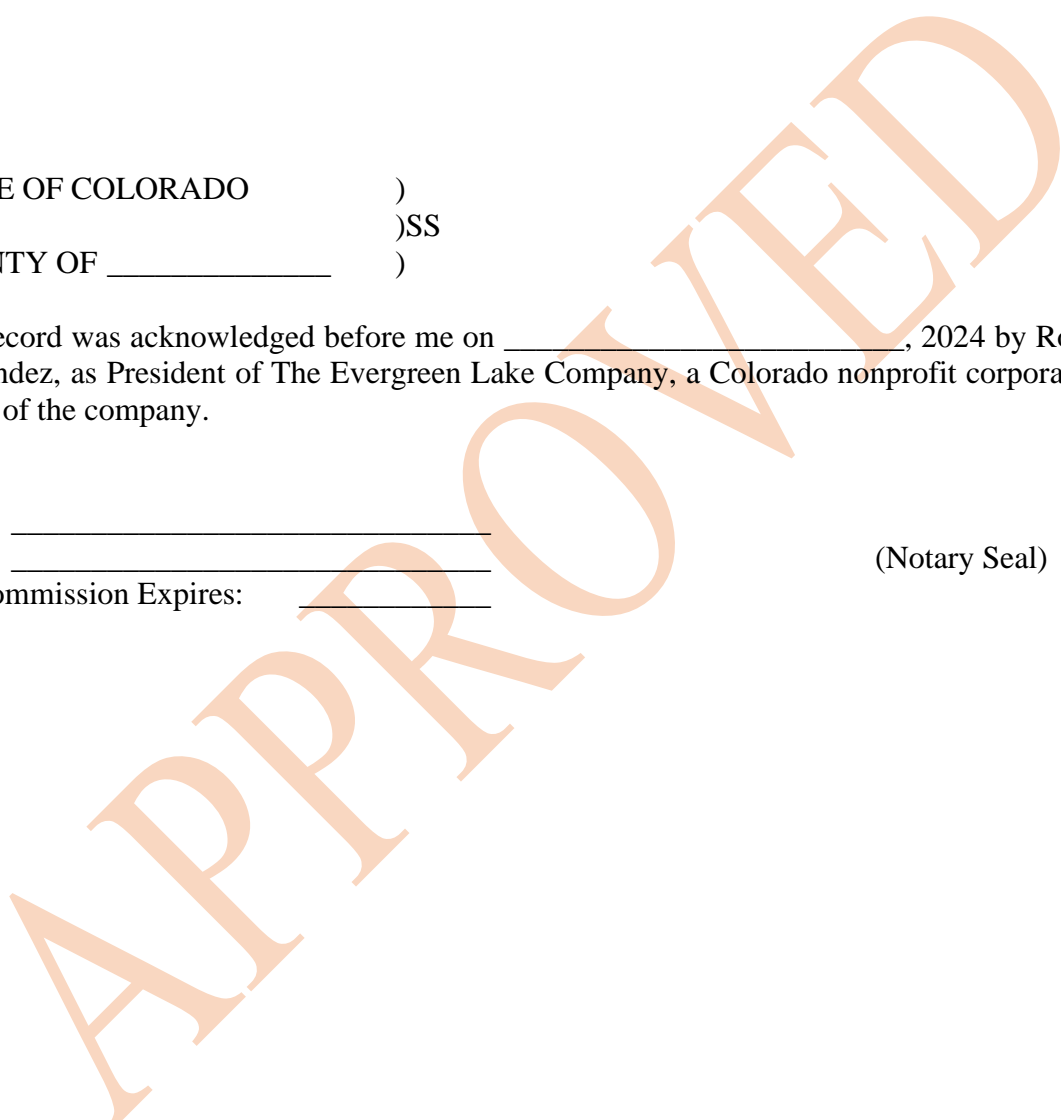 E OF COLORADO )
)SS
NTY OF ______________ )
ecord was acknowledged before me on _________________________, 2024 by Ro
ndez, as President of The Evergreen Lake Company, a Colorado nonprofit corpora
of the company.
______________________________
______________________________ (Notary Seal)
ommission Expires: ____________
APPROVED